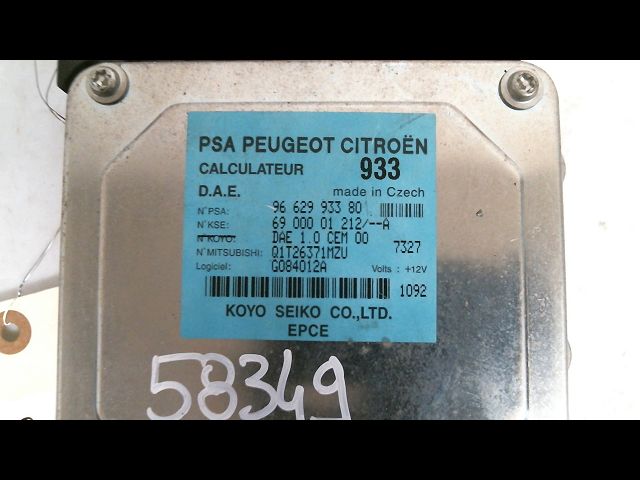 PSA PEUGEOT CITROËN
CALCULATEUR 933
D.A.E. made in Czech
N°PSA: 96 629 933 80
N°KSE: 69 000 01 212/--A
N°KOYO: DAE 1.0 CEM 00 7327
N°MITSUBISHI: Q1T26371MZU
Logiciel: G084012A Volts : +12V
1092
KOYO SEIKO CO.,LTD.
EPCE
58349